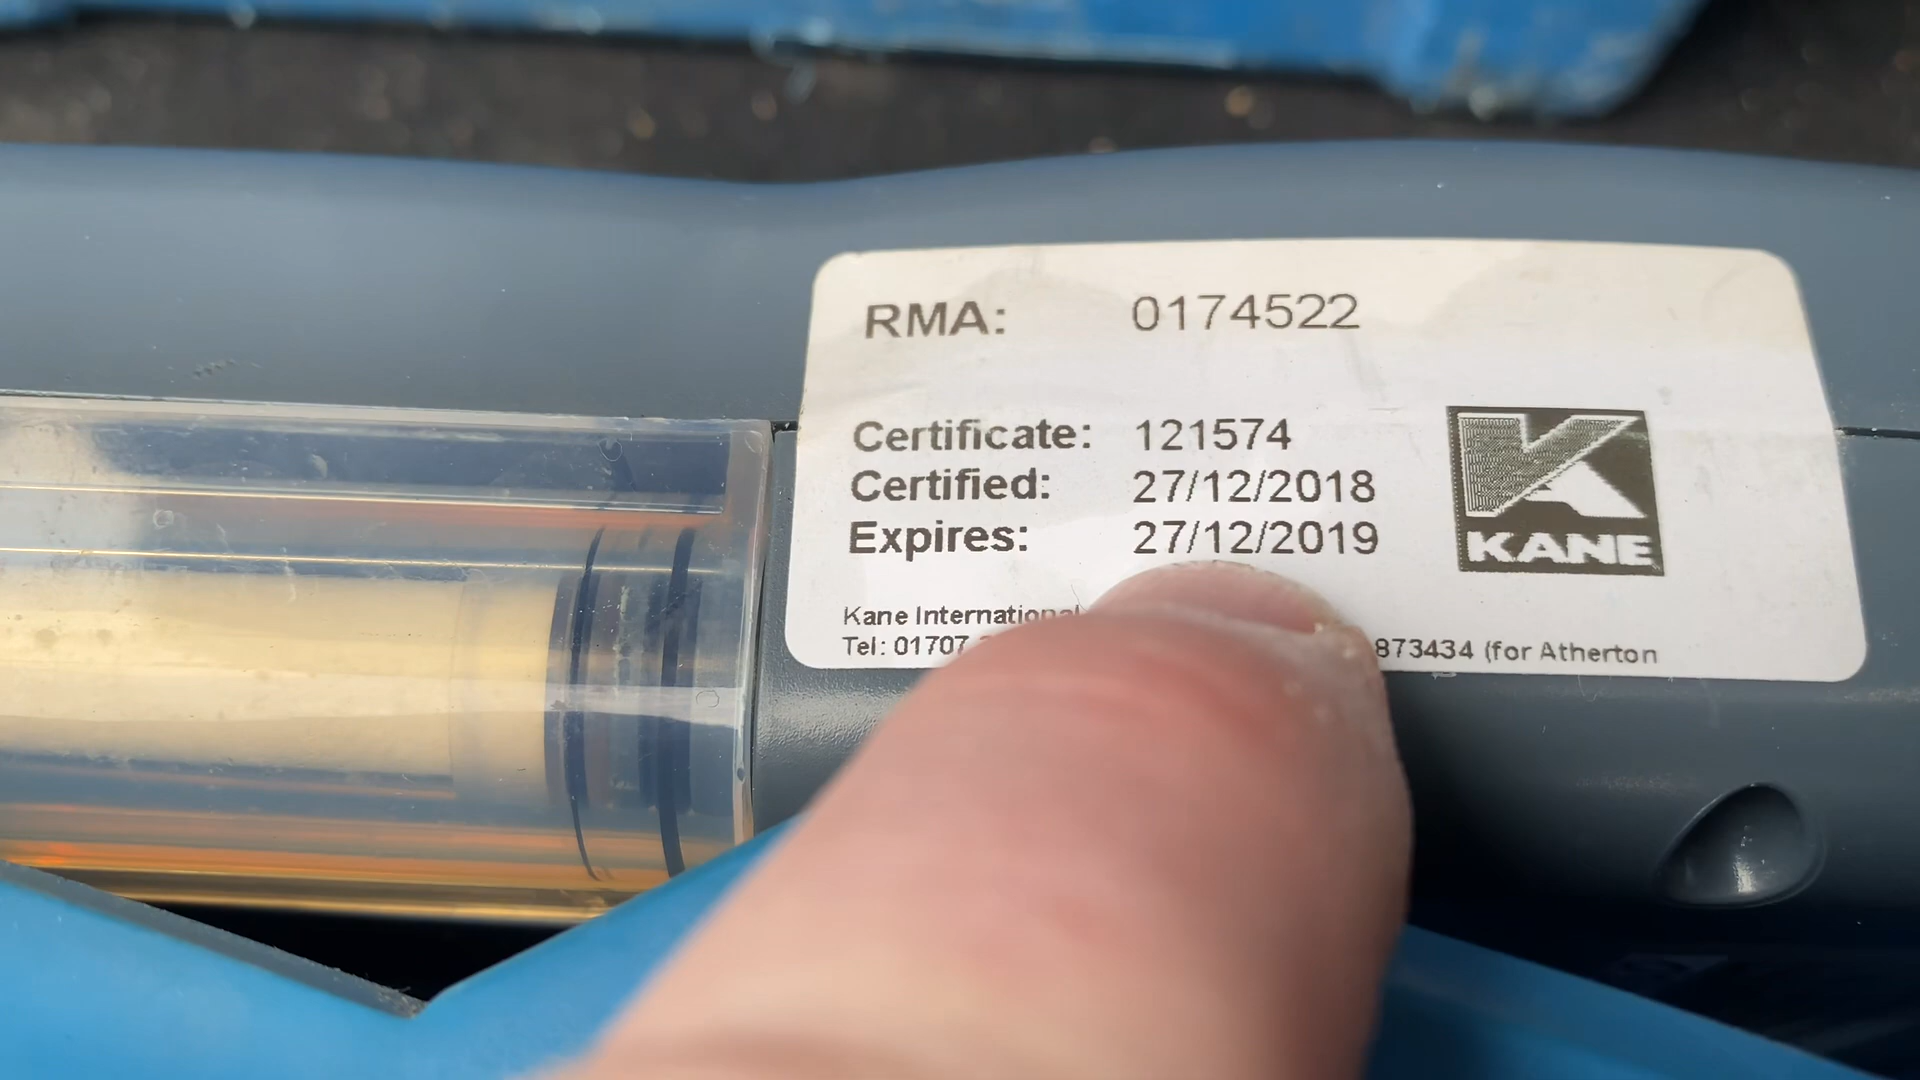 RMA: 0174522
Certificate: 121574
Certified: 27/12/2018
Expires: 27/12/2019
KANE
Kane International
Tel: 01707 873434 (for Atherton